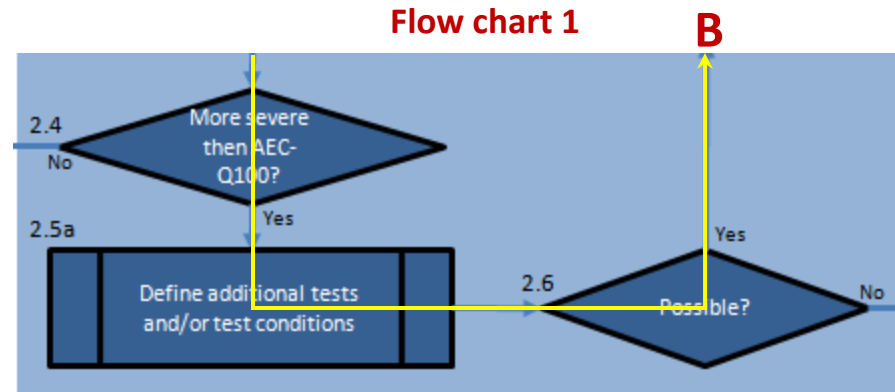 Flow chart 1
B
2.4
More severe
then AEC-
Q100?
No
Yes
2.5a
Define additional tests
and/or test conditions
2.6
Yes
Possible?
No